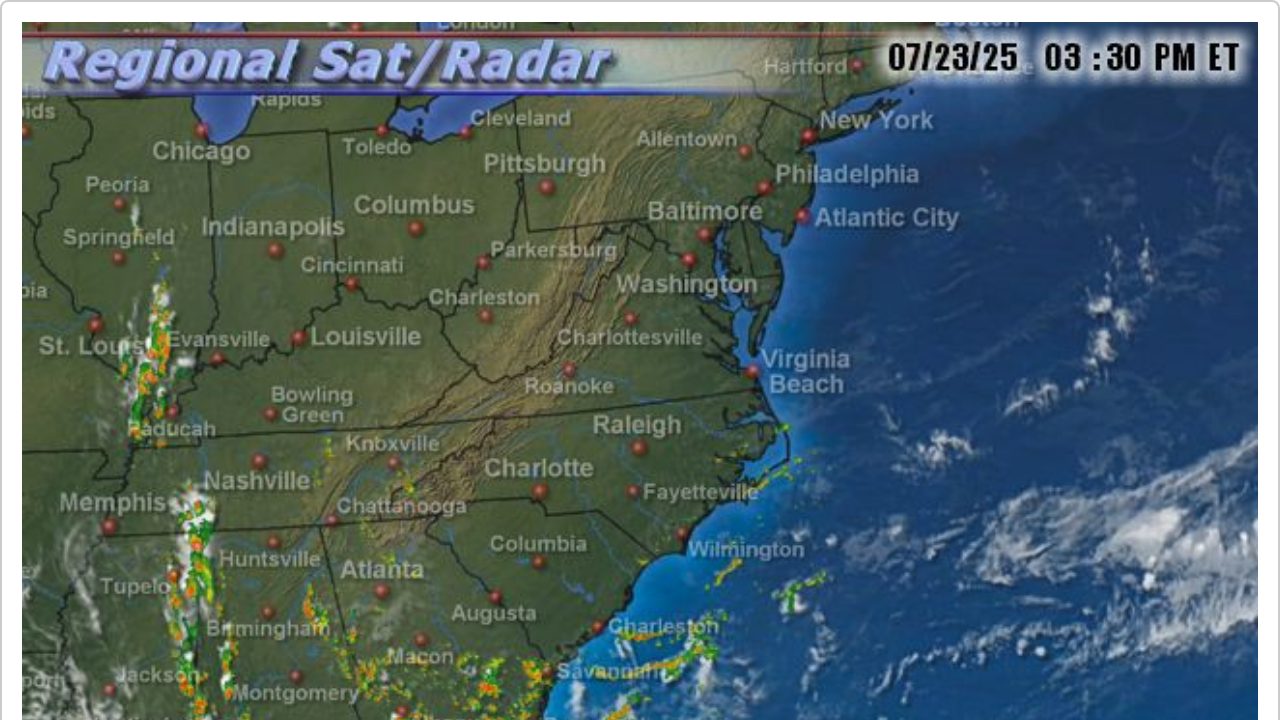 London
Boston
Regional Sat/Radar
07/23/25 03 :30 PM ET
Hartford
Rapids
Cleveland
New York
Chicago
Toledo
Allentown
Pittsburgh
Philadelphia
Peoria
Columbus
Baltimore
Atlantic City
Springfield
Indianapolis
Parkersburg
Cincinnati
Washington
Charleston
St. Louis
Evansville
Louisville
Charlottesville
Virginia
Beach
Roanoke
Bowling
Green
Paducah
Raleigh
Knoxville
Nashville
Charlotte
Memphis
Chattanooga
Fayetteville
Huntsville
Columbia
Wilmington
Atlanta
Tupelo
Augusta
Birmingham
Charleston
Macon
Jackson
Savannah
Montgomery